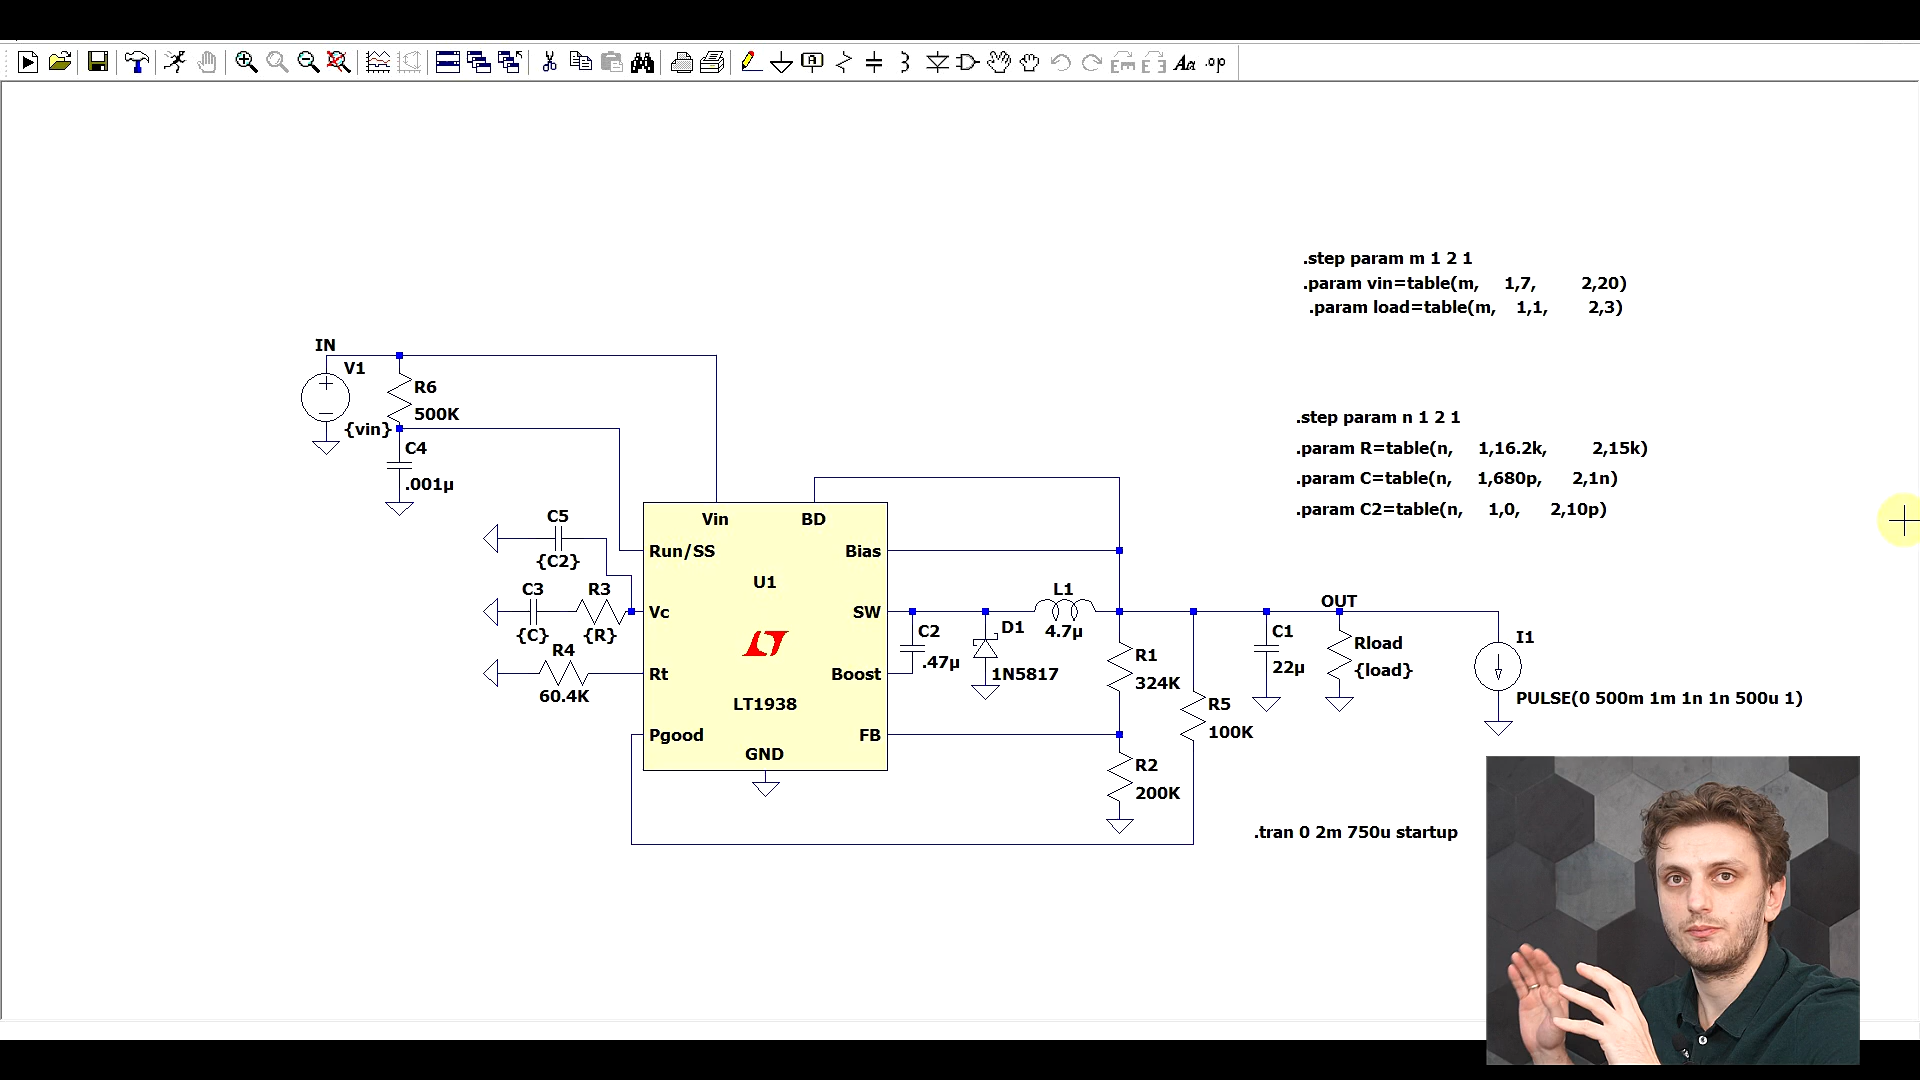 .step param m 1 2 1
.param vin=table(m, 1,7, 2,20)
.param load=table(m, 1,1, 2,3)
.step param n 1 2 1
.param R=table(n, 1,16.2k, 2,15k)
.param C=table(n, 1,680p, 2,1n)
.param C2=table(n, 1,0, 2,10p)
IN
V1
{vin}
R6
500K
C4
.001µ
C5
{C2}
C3
{C}
R3
{R}
R4
60.4K
Vin
BD
Run/SS
Bias
U1
Vc
SW
Rt
Boost
LT1938
Pgood
FB
GND
C2
.47µ
D1
1N5817
L1
4.7µ
R1
324K
R2
200K
R5
100K
C1
22µ
OUT
Rload
{load}
I1
PULSE(0 500m 1m 1n 1n 500u 1)
.tran 0 2m 750u startup
Aa
.op